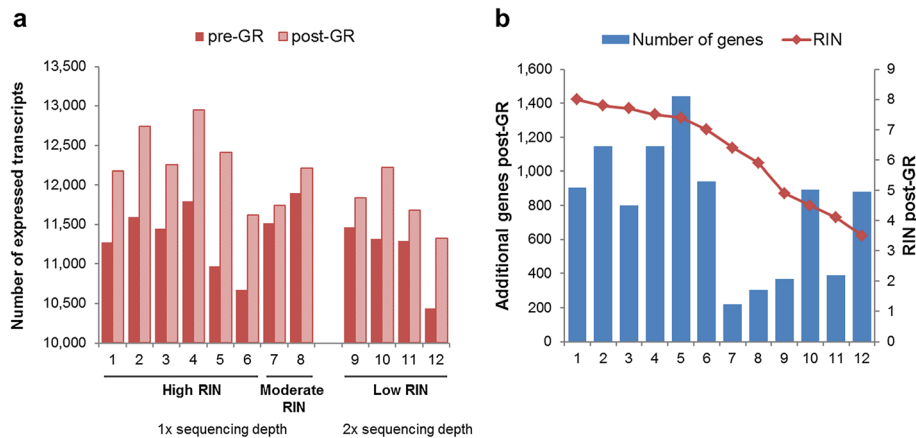 a
pre-GR post-GR
Number of expressed transcripts
13,500
13,000
12,500
12,000
11,500
11,000
10,500
10,000
1 2 3 4 5 6 7 8 9 10 11 12
High RIN Moderate RIN Low RIN
1x sequencing depth 2x sequencing depth
b
Number of genes RIN
Additional genes post-GR
1,600
1,400
1,200
1,000
800
600
400
200
0
9
8
7
6
5
4
3
2
1
0
RIN post-GR
1 2 3 4 5 6 7 8 9 10 11 12